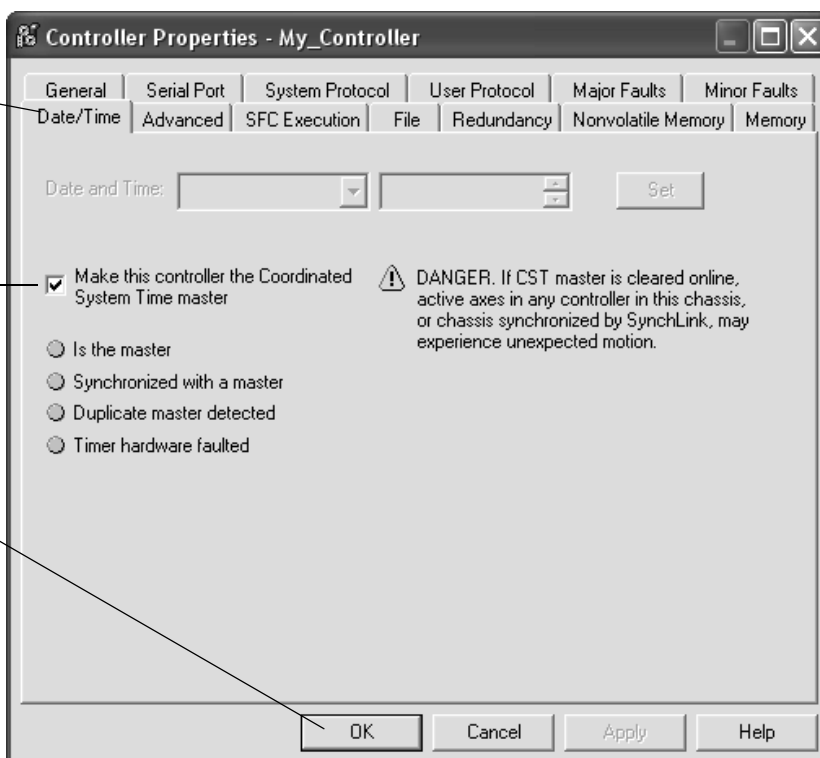 Controller Properties - My_Controller
General Serial Port System Protocol User Protocol Major Faults Minor Faults
Date/Time Advanced SFC Execution File Redundancy Nonvolatile Memory Memory
Date and Time: Set
Make this controller the Coordinated
System Time master
DANGER. If CST master is cleared online,
active axes in any controller in this chassis,
or chassis synchronized by SynchLink, may
experience unexpected motion.
Is the master
Synchronized with a master
Duplicate master detected
Timer hardware faulted
OK Cancel Apply Help